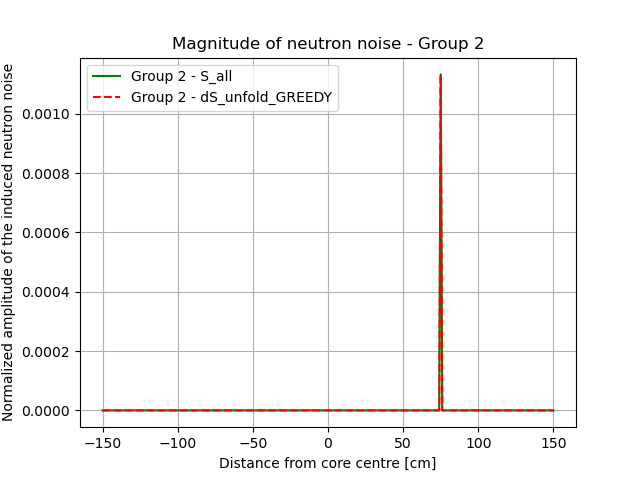 Magnitude of neutron noise - Group 2
Group 2 - S_all
Group 2 - dS_unfold_GREEDY
Normalized amplitude of the induced neutron noise
0.0010
0.0008
0.0006
0.0004
0.0002
0.0000
−150 −100 −50 0 50 100 150
Distance from core centre [cm]